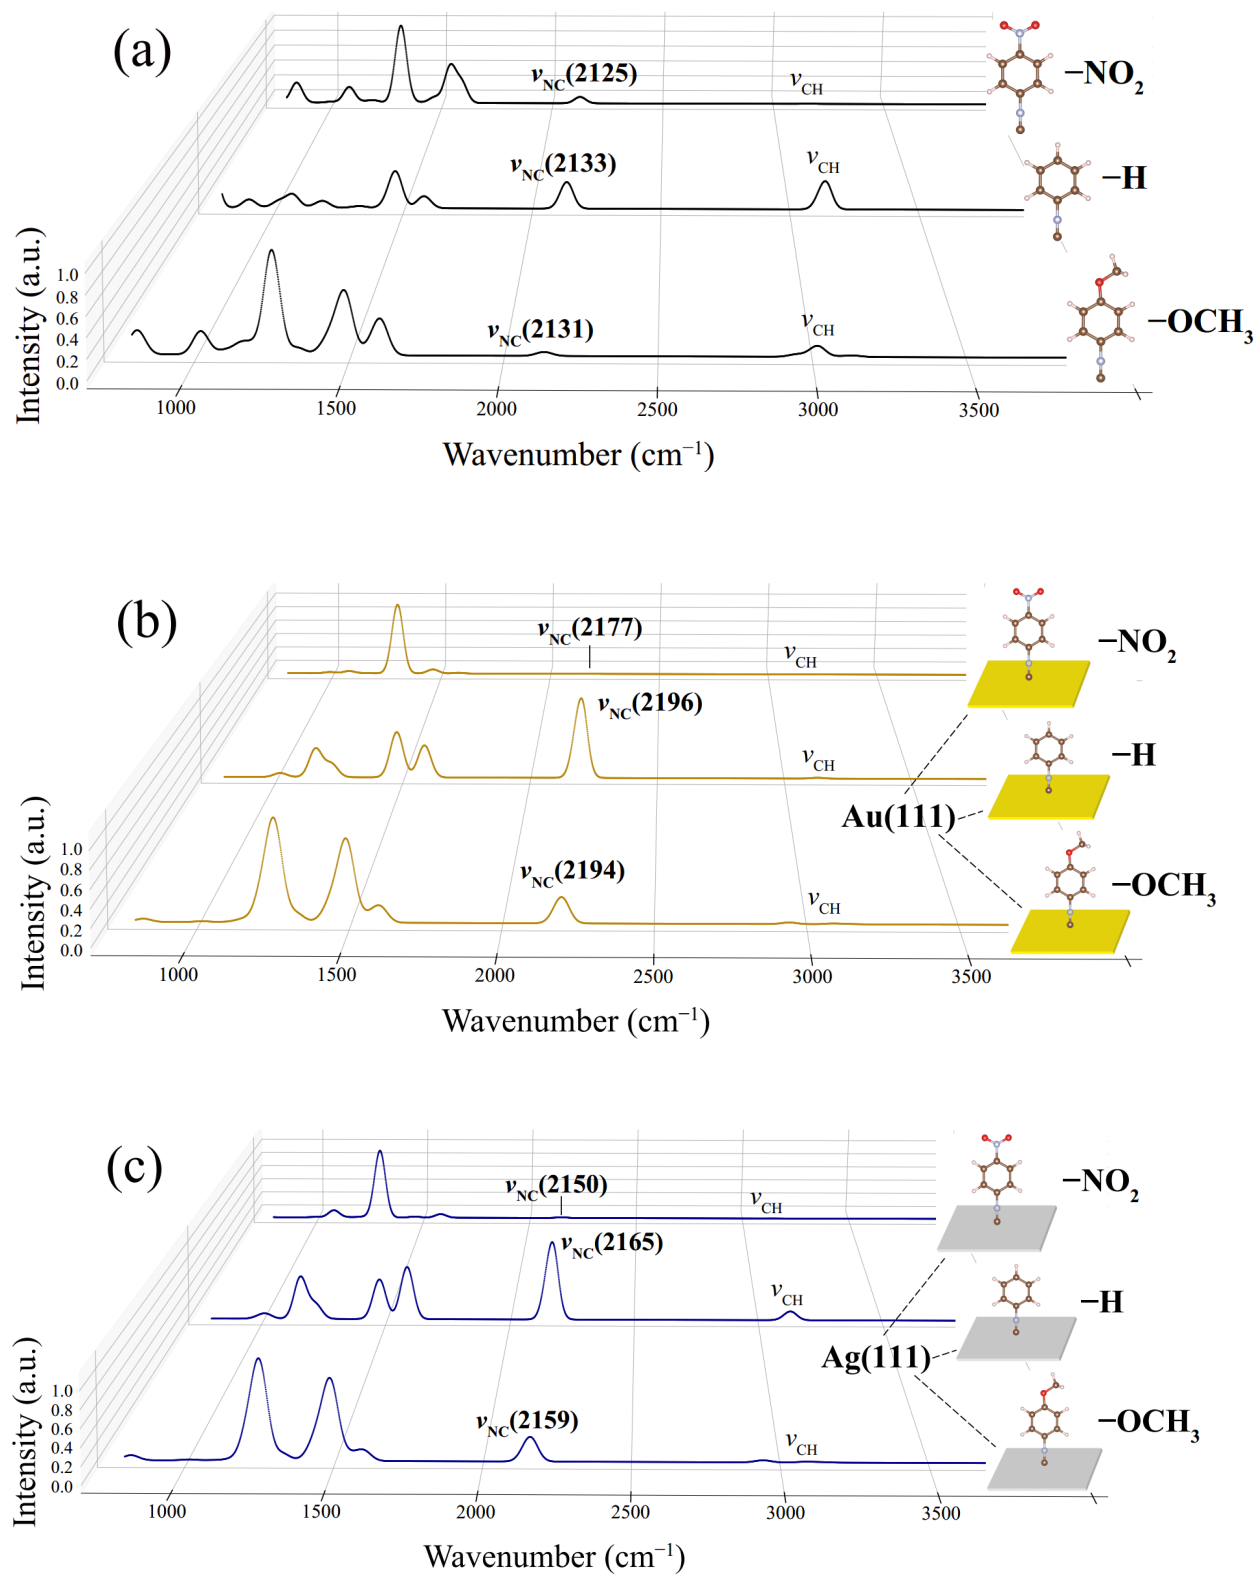 (a)
νNC(2125)
νCH
−NO2
νNC(2133)
νCH
−H
Intensity (a.u.)
1.0
0.8
0.6
0.4
0.2
0.0
νNC(2131)
νCH
−OCH3
1000 1500 2000 2500 3000 3500
Wavenumber (cm−1)
(b)
νNC(2177)
νCH
−NO2
νNC(2196)
νCH
−H
Au(111)
Intensity (a.u.)
1.0
0.8
0.6
0.4
0.2
0.0
νNC(2194)
νCH
−OCH3
1000 1500 2000 2500 3000 3500
Wavenumber (cm−1)
(c)
νNC(2150)
νCH
−NO2
νNC(2165)
νCH
−H
Ag(111)
Intensity (a.u.)
1.0
0.8
0.6
0.4
0.2
0.0
νNC(2159)
νCH
−OCH3
1000 1500 2000 2500 3000 3500
Wavenumber (cm−1)